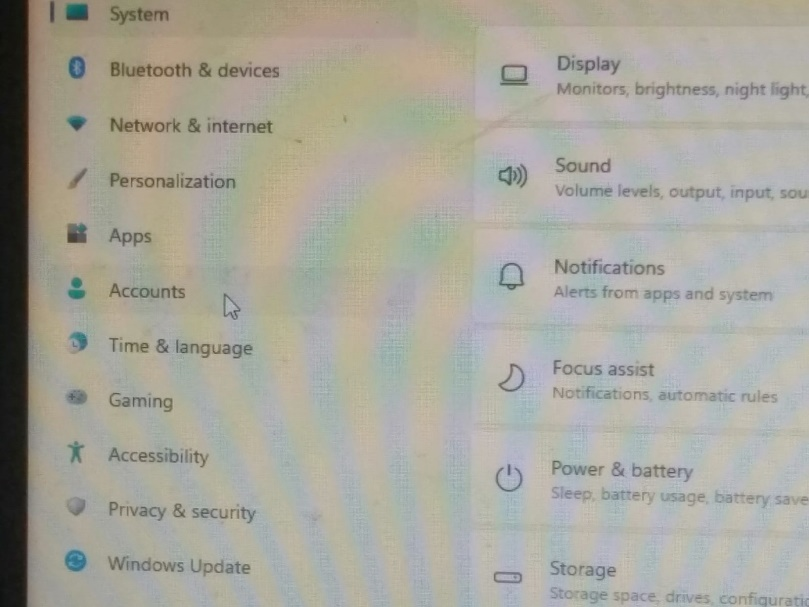 System
Bluetooth & devices
Network & internet
Personalization
Apps
Accounts
Time & language
Gaming
Accessibility
Privacy & security
Windows Update
Display
Monitors, brightness, night light,
Sound
Volume levels, output, input, sou
Notifications
Alerts from apps and system
Focus assist
Notifications, automatic rules
Power & battery
Sleep, battery usage, battery save
Storage
Storage space, drives, configuratio